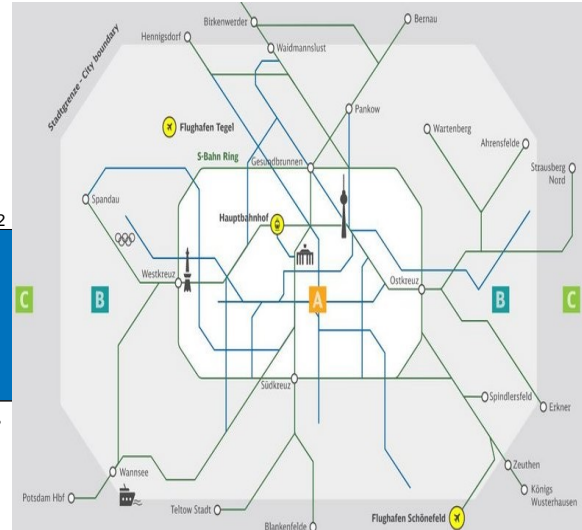 Birkenwerder
Bernau
Hennigsdorf
Waidmannslust
Stadtgrenze – City boundary
Pankow
Flughafen Tegel
Wartenberg
Ahrensfelde
S-Bahn Ring
Gesundbrunnen
Strausberg
Nord
Spandau
2
Hauptbahnhof
Westkreuz
Ostkreuz
C
B
A
B
C
Südkreuz
Spindlersfeld
Erkner
Wannsee
Zeuthen
Potsdam Hbf
Königs
Wusterhausen
Teltow Stadt
Flughafen Schönefeld
Blankenfelde